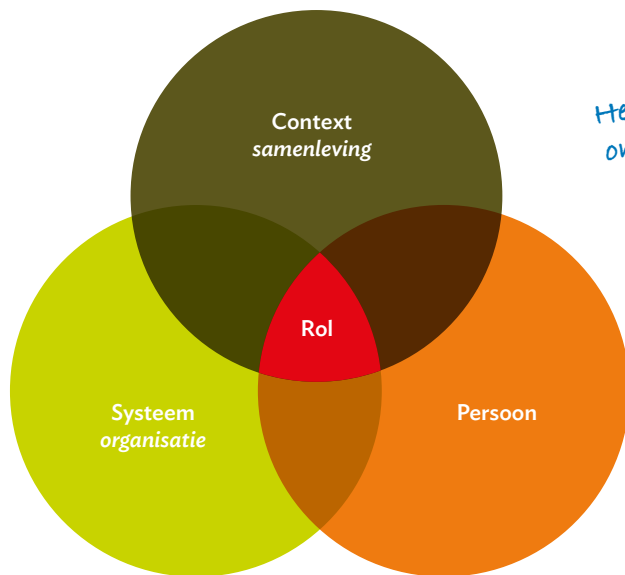 Context
samenleving
Rol
Systeem
organisatie
Persoon